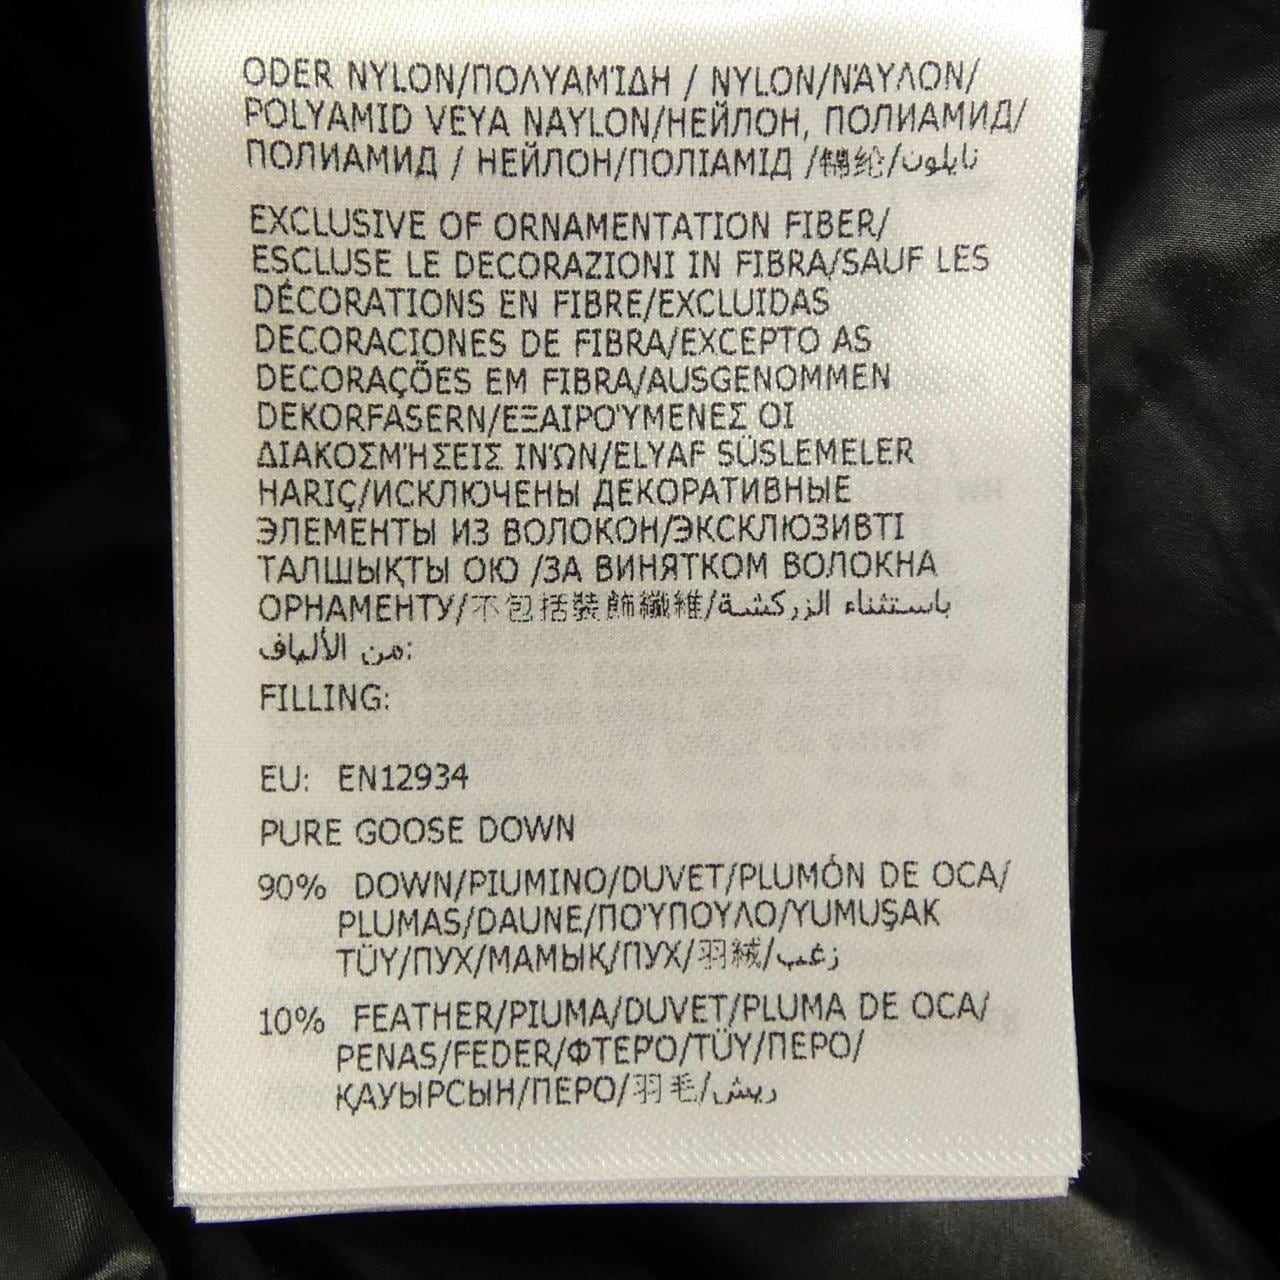 ODER NYLON/ΠΟΛΥΑΜΊΔΗ / NYLON/ΝΆΥΛΟΝ/
POLYAMID VEYA NAYLON/НЕЙЛОН, ПОЛИАМИД/
ПОЛИАМИД / НЕЙЛОН/ПОЛІАМІД /锦纶/نايلون
EXCLUSIVE OF ORNAMENTATION FIBER/
ESCLUSE LE DECORAZIONI IN FIBRA/SAUF LES
DÉCORATIONS EN FIBRE/EXCLUIDAS
DECORACIONES DE FIBRA/EXCEPTO AS
DECORAÇÕES EM FIBRA/AUSGENOMMEN
DEKORFASERN/ΕΞΑΙΡΟΎΜΕΝΕΣ ΟΙ
ΔΙΑΚΟΣΜΉΣΕΙΣ ΙΝΏΝ/ELYAF SÜSLEMELER
HARIÇ/ИСКЛЮЧЕНЫ ДЕКОРАТИВНЫЕ
ЭЛЕМЕНТЫ ИЗ ВОЛОКОН/ЭКСКЛЮЗИВТІ
ТАЛШЫҚТЫ ОЮ /ЗА ВИНЯТКОМ ВОЛОКНА
ОРНАМЕНТУ/不包括裝飾纖維/باستثناء الزركشة
من الألياف:
FILLING:
EU: EN12934
PURE GOOSE DOWN
90% DOWN/PIUMINO/DUVET/PLUMÓN DE OCA/
PLUMAS/DAUNE/ΠΟΎΠΟΥΛΟ/YUMUŞAK
TÜY/ПУХ/МАМЫҚ/ПУХ/羽絨/زغب
10% FEATHER/PIUMA/DUVET/PLUMA DE OCA/
PENAS/FEDER/ΦΤΕΡΌ/TÜY/ПЕРО/
ҚАУЫРСЫН/ПЕРО/羽毛/ريش